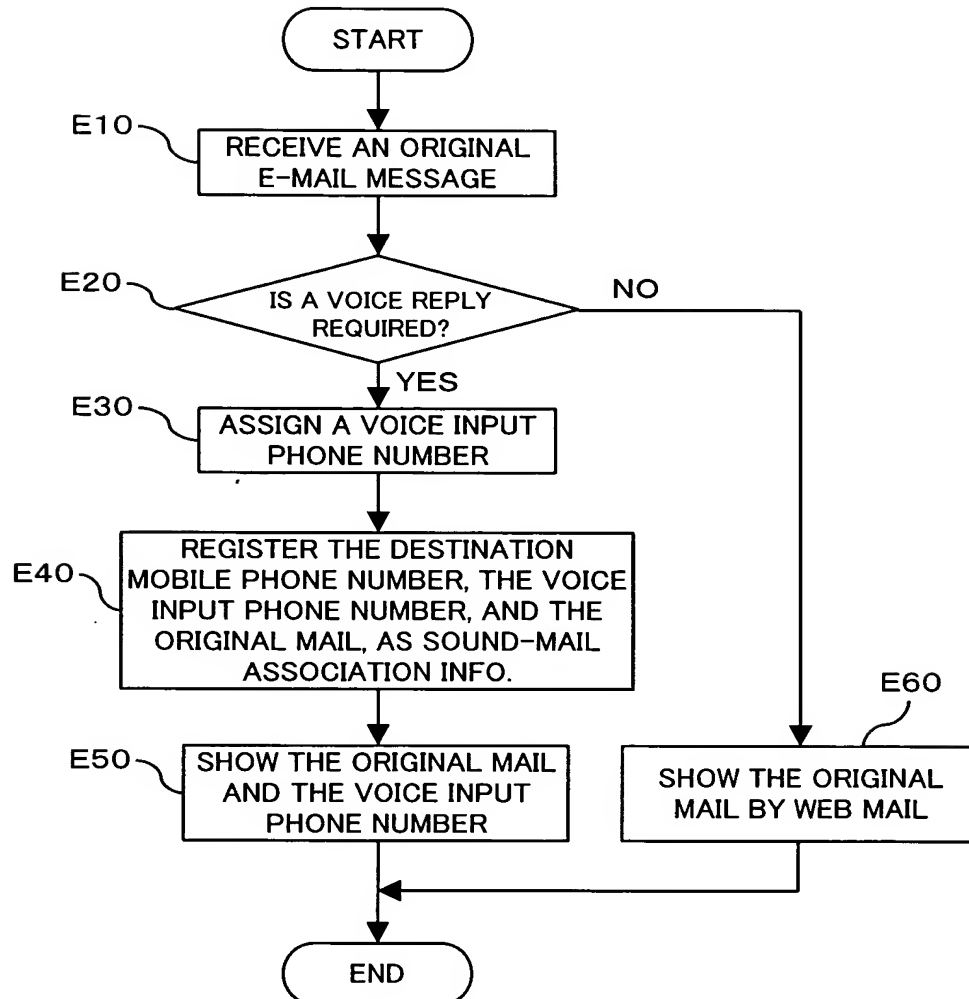 START
E10
RECEIVE AN ORIGINAL
E-MAIL MESSAGE
E20
IS A VOICE REPLY
REQUIRED?
NO
YES
E30
ASSIGN A VOICE INPUT
PHONE NUMBER
E40
REGISTER THE DESTINATION
MOBILE PHONE NUMBER, THE VOICE
INPUT PHONE NUMBER, AND THE
ORIGINAL MAIL, AS SOUND-MAIL
ASSOCIATION INFO.
E50
SHOW THE ORIGINAL MAIL
AND THE VOICE INPUT
PHONE NUMBER
E60
SHOW THE ORIGINAL
MAIL BY WEB MAIL
END